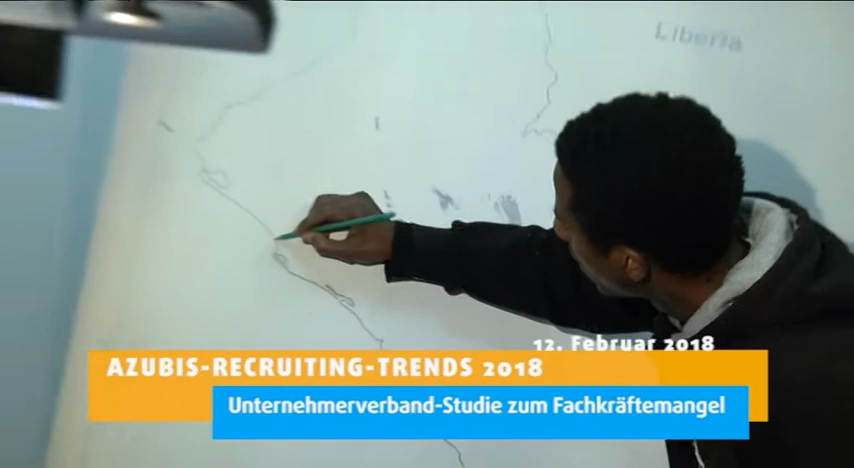 Liberia
12. Februar 2018
AZUBIS-RECRUITING-TRENDS 2018
Unternehmerverband-Studie zum Fachkräftemangel